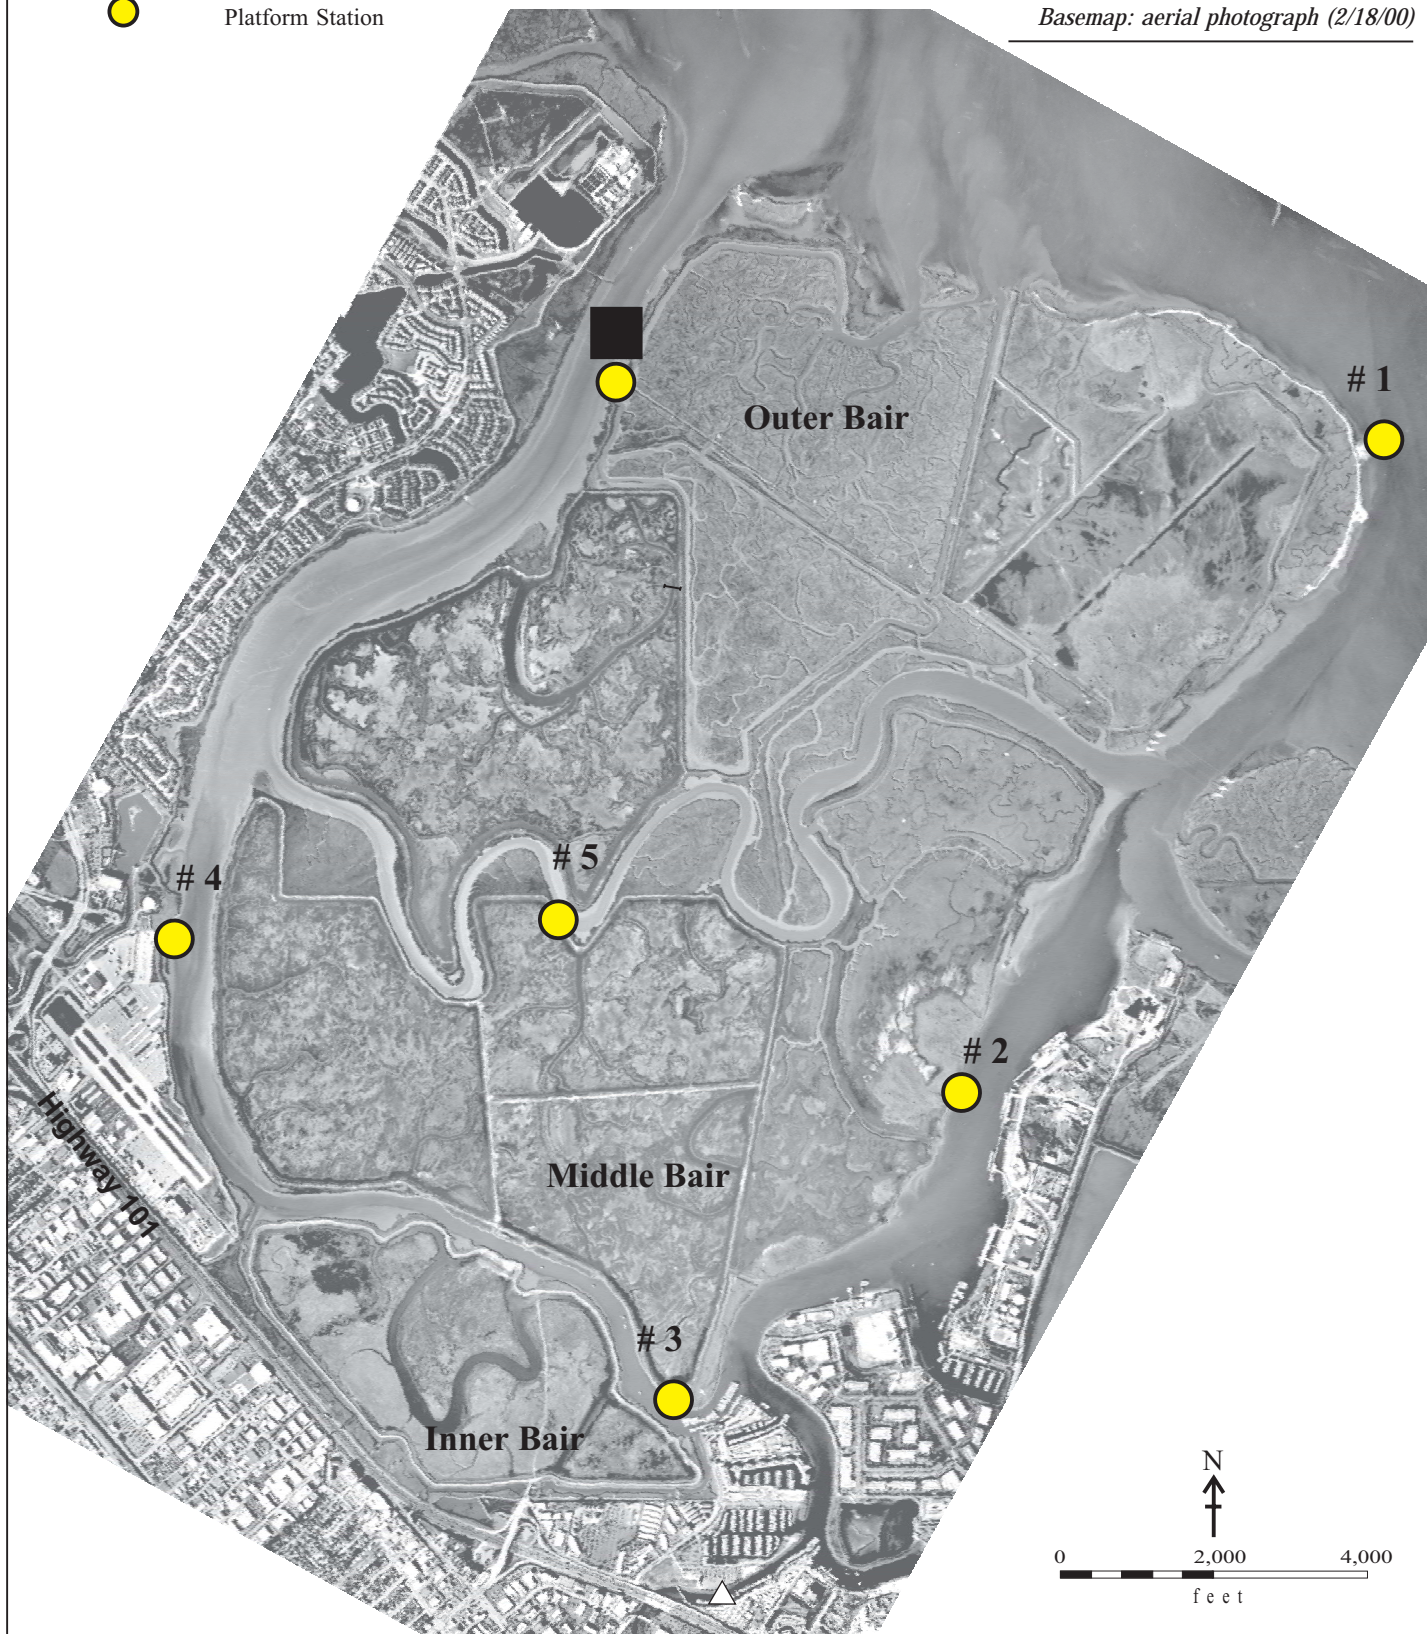 Platform Station
Basemap: aerial photograph (2/18/00)
# 1
Outer Bair
# 5
# 4
# 2
Highway 101
Middle Bair
# 3
Inner Bair
N
0 2,000 4,000
feet